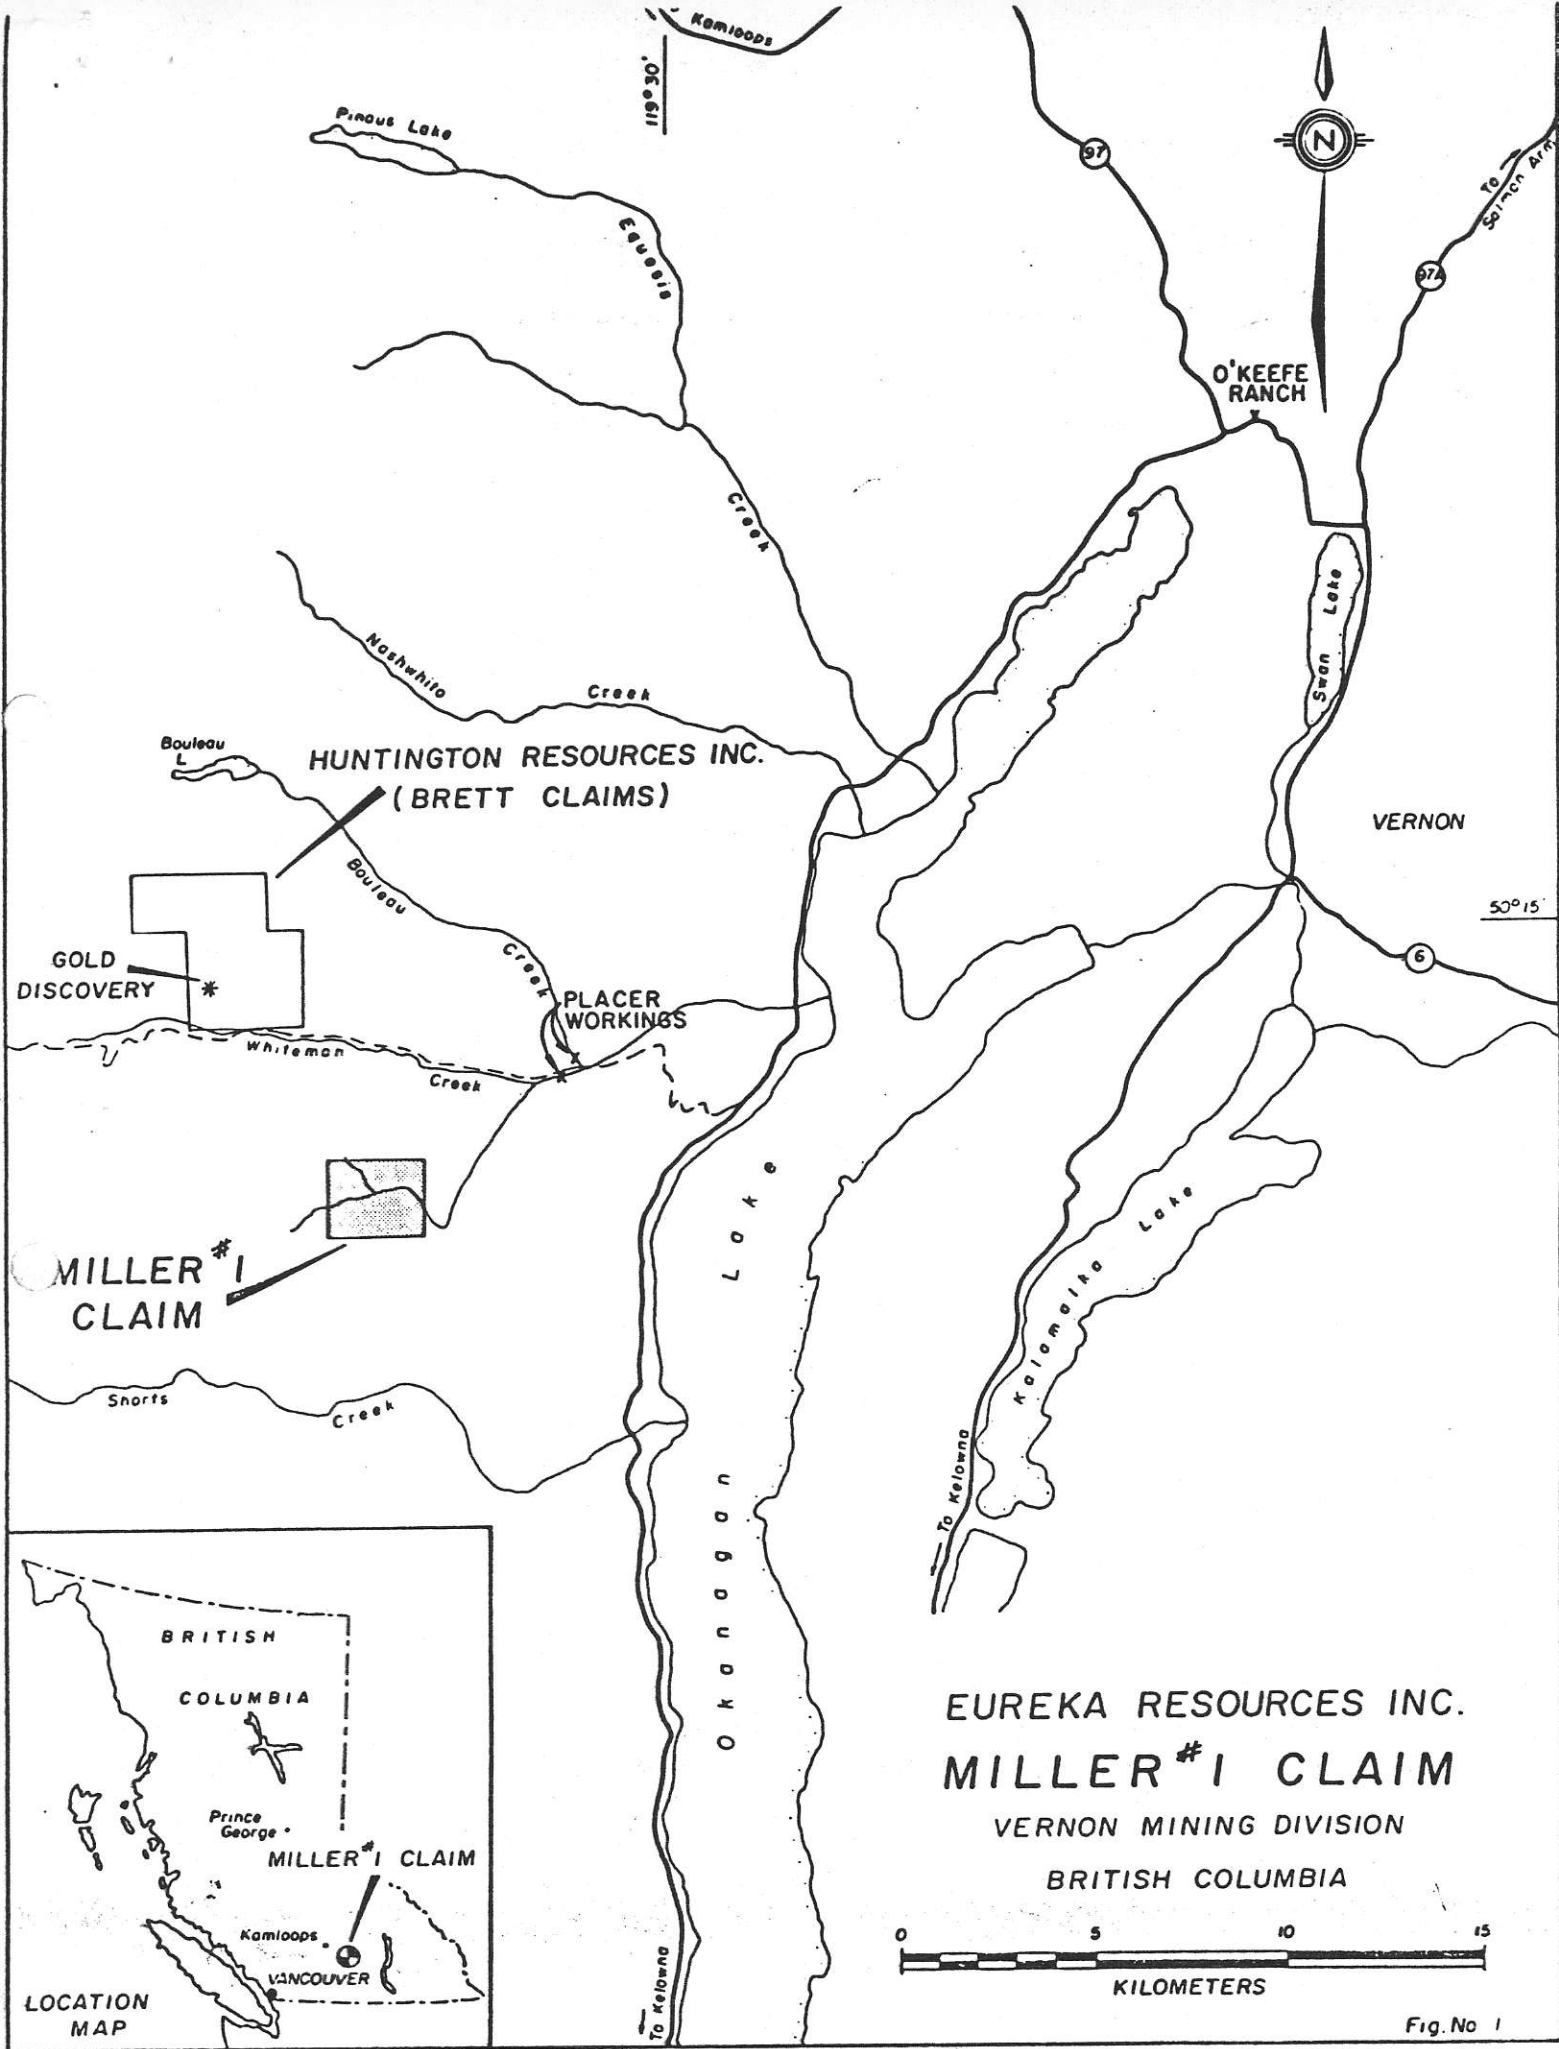 Kamloops
119° 30'
Pinaus Lake
97
N
To
Salmon Arm
Equesis
97A
O'KEEFE
RANCH
Creek
Swan Lake
Nashwhito
Creek
Bouleau
L
HUNTINGTON RESOURCES INC.
(BRETT CLAIMS)
VERNON
Bouleau
50° 15'
GOLD
DISCOVERY
Creek
6
PLACER
WORKINGS
Whiteman
Creek
MILLER #1
CLAIM
Okanagan Lake
Kalamalka Lake
Shorts
Creek
To Kelowna
BRITISH
COLUMBIA
Prince
George
MILLER #1 CLAIM
Kamloops
VANCOUVER
LOCATION
MAP
To Kelowna
EUREKA RESOURCES INC.
MILLER #1 CLAIM
VERNON MINING DIVISION
BRITISH COLUMBIA
0 5 10 15
KILOMETERS
Fig. No 1